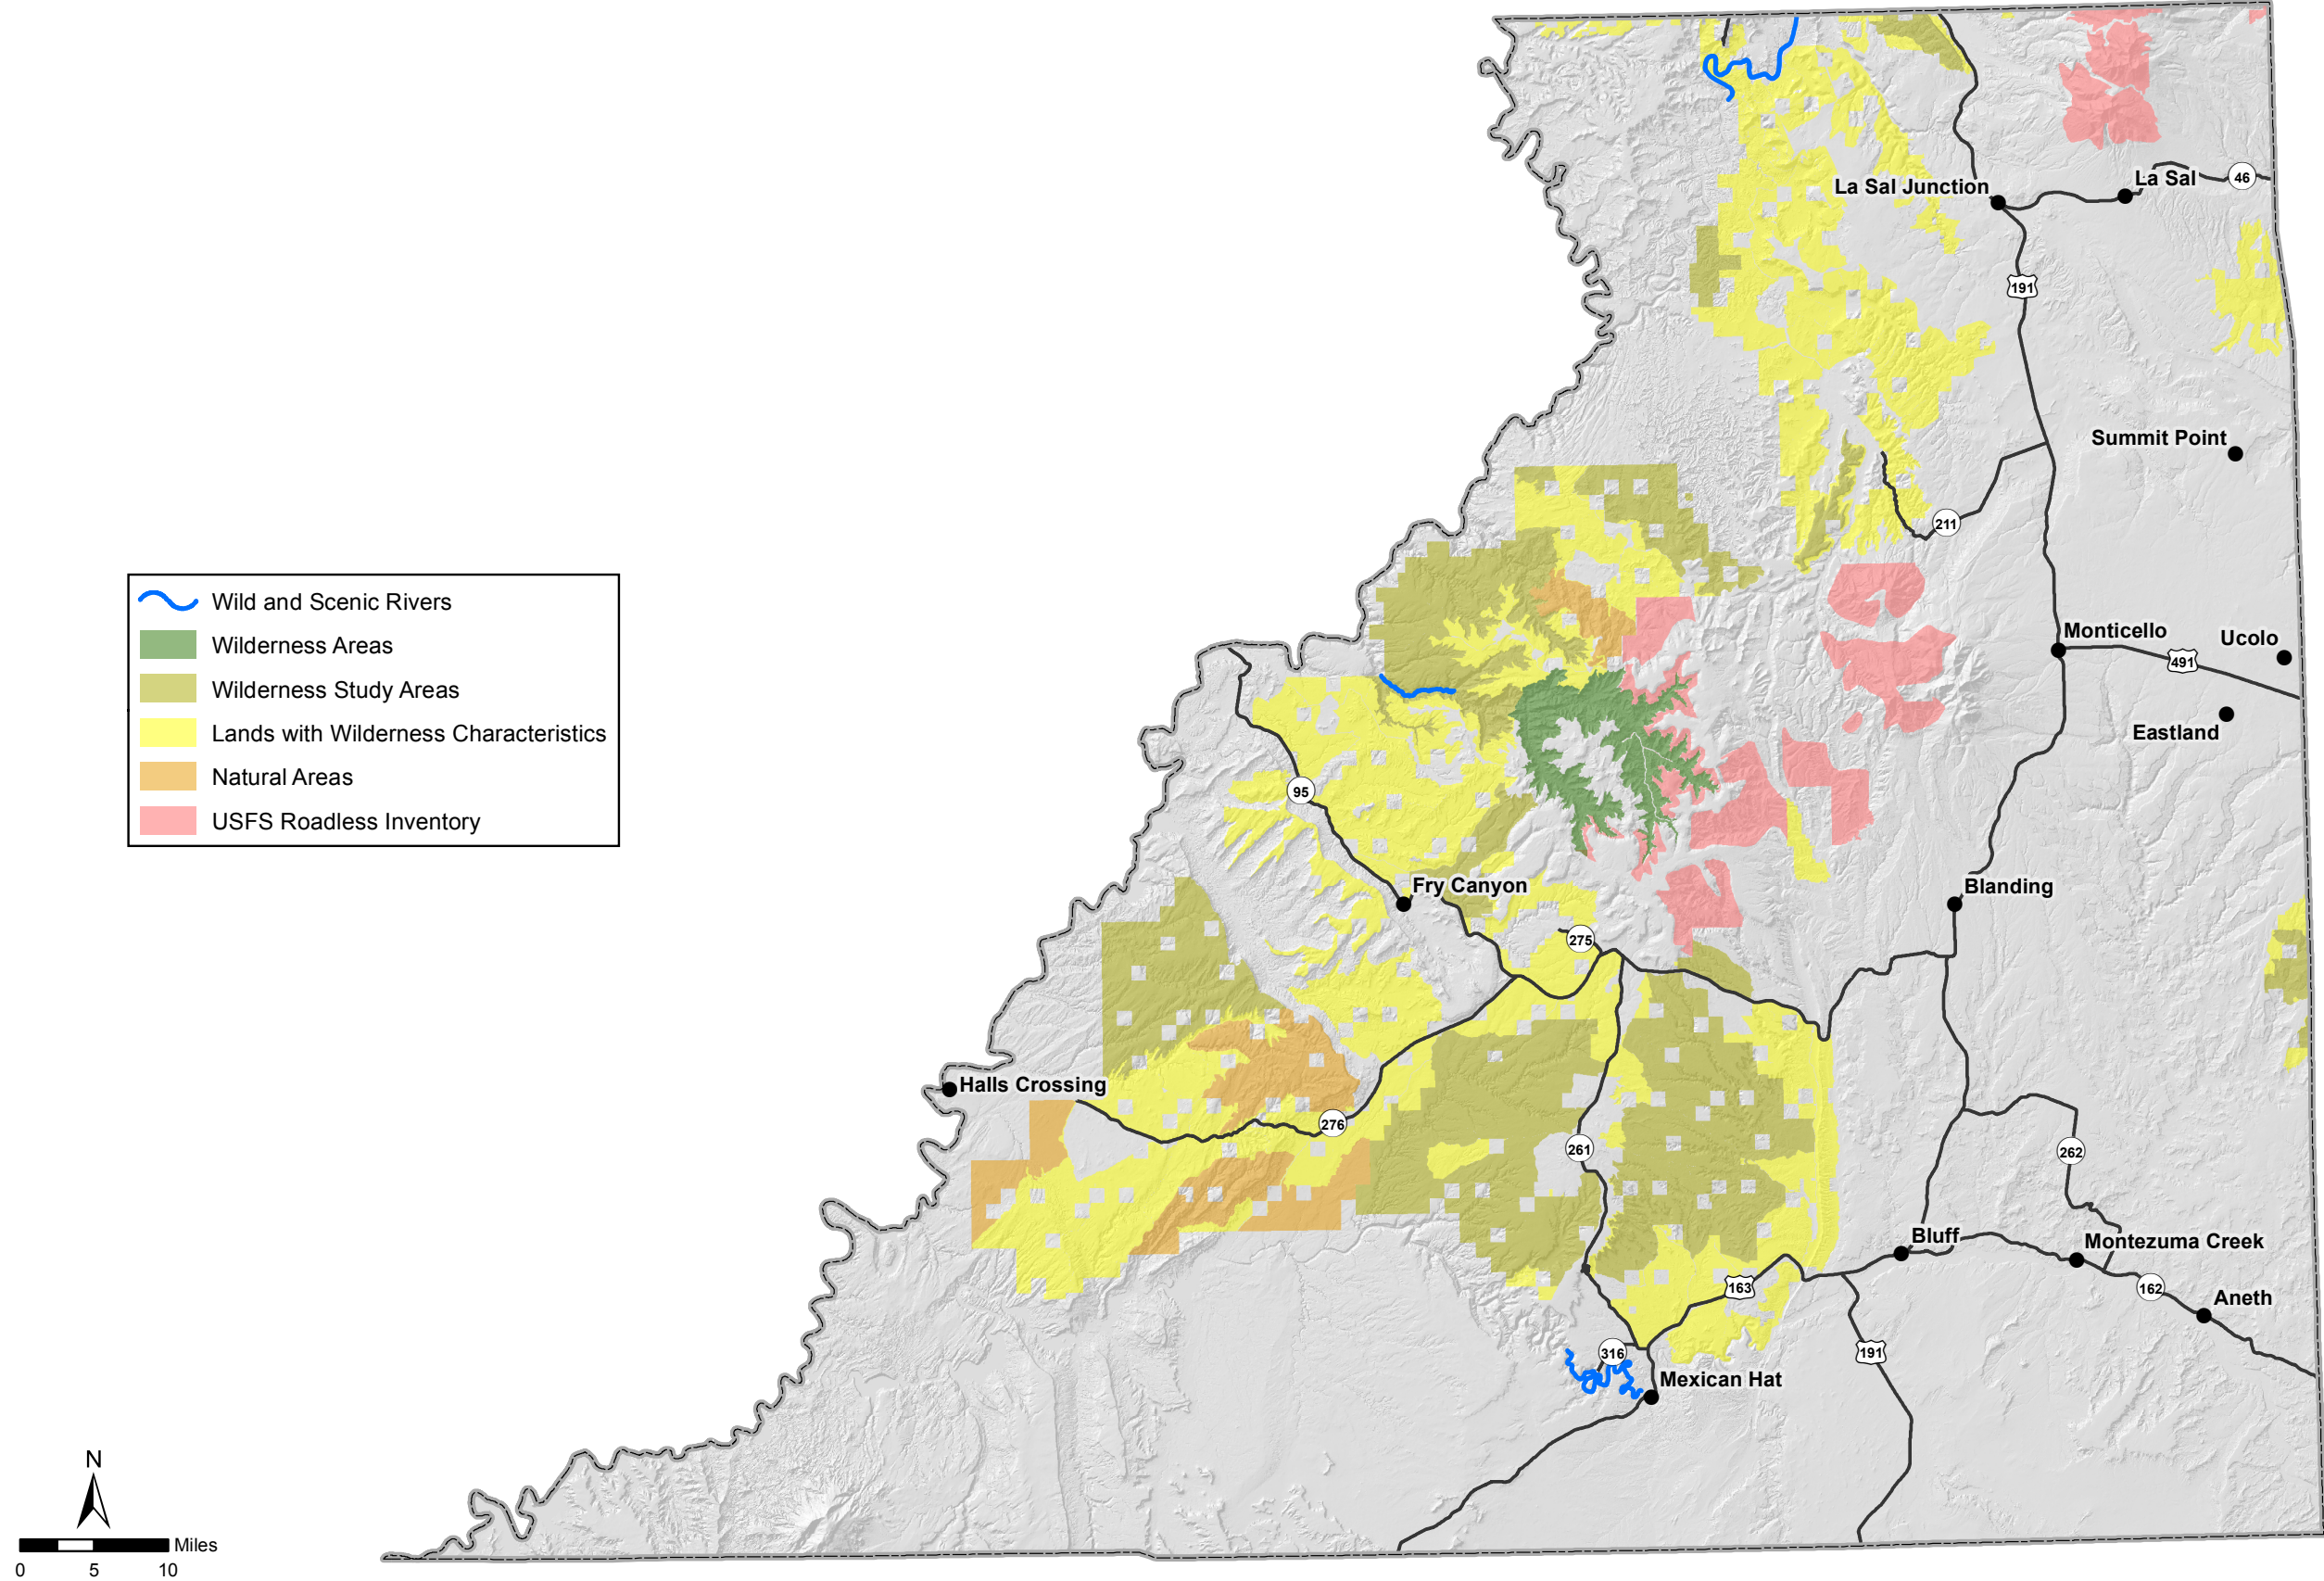 La Sal Junction
La Sal
46
191
Summit Point
211
Wild and Scenic Rivers
Wilderness Areas
Wilderness Study Areas
Lands with Wilderness Characteristics
Natural Areas
USFS Roadless Inventory
Monticello
Ucolo
491
Eastland
95
Fry Canyon
Blanding
275
Halls Crossing
276
261
262
Bluff
Montezuma Creek
163
162
Aneth
316
191
Mexican Hat
N
Miles
0 5 10